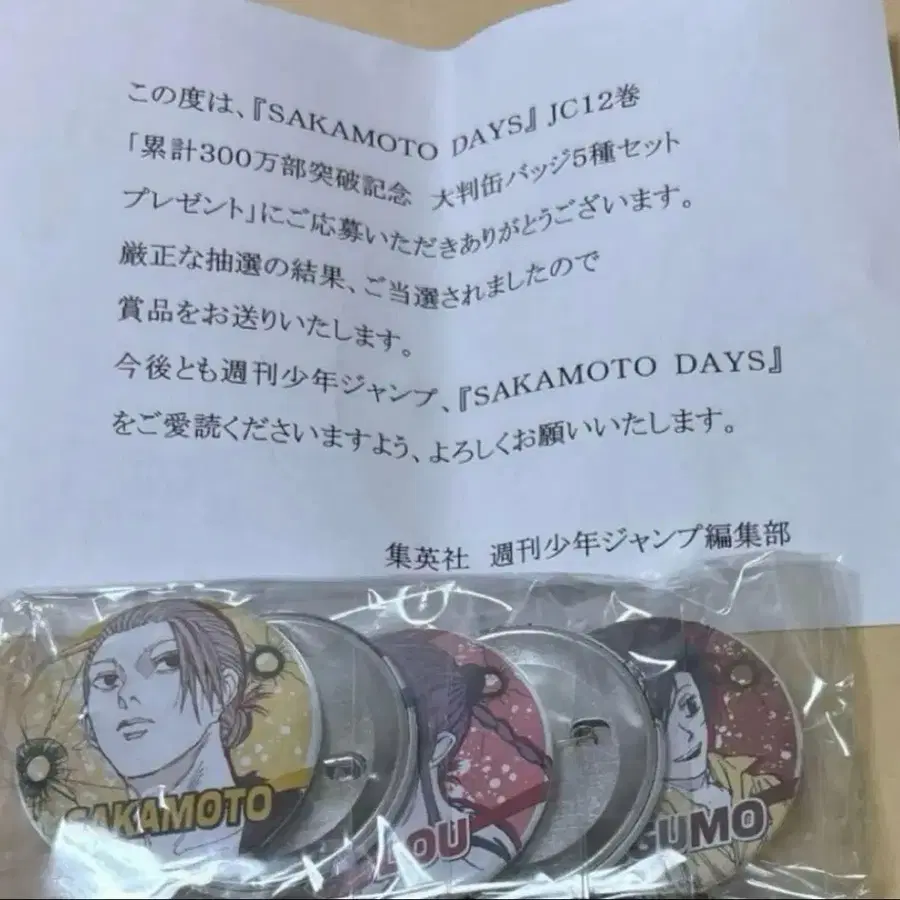 この度は、『SAKAMOTO DAYS』JC12巻
「累計300万部突破記念　大判缶バッジ5種セット
プレゼント」にご応募いただきありがとうございます。
厳正な抽選の結果、ご当選されましたので
賞品をお送りいたします。
今後とも週刊少年ジャンプ、『SAKAMOTO DAYS』
をご愛読くださいますよう、よろしくお願いいたします。
集英社　週刊少年ジャンプ編集部
SAKAMOTO
LOU
GUMO